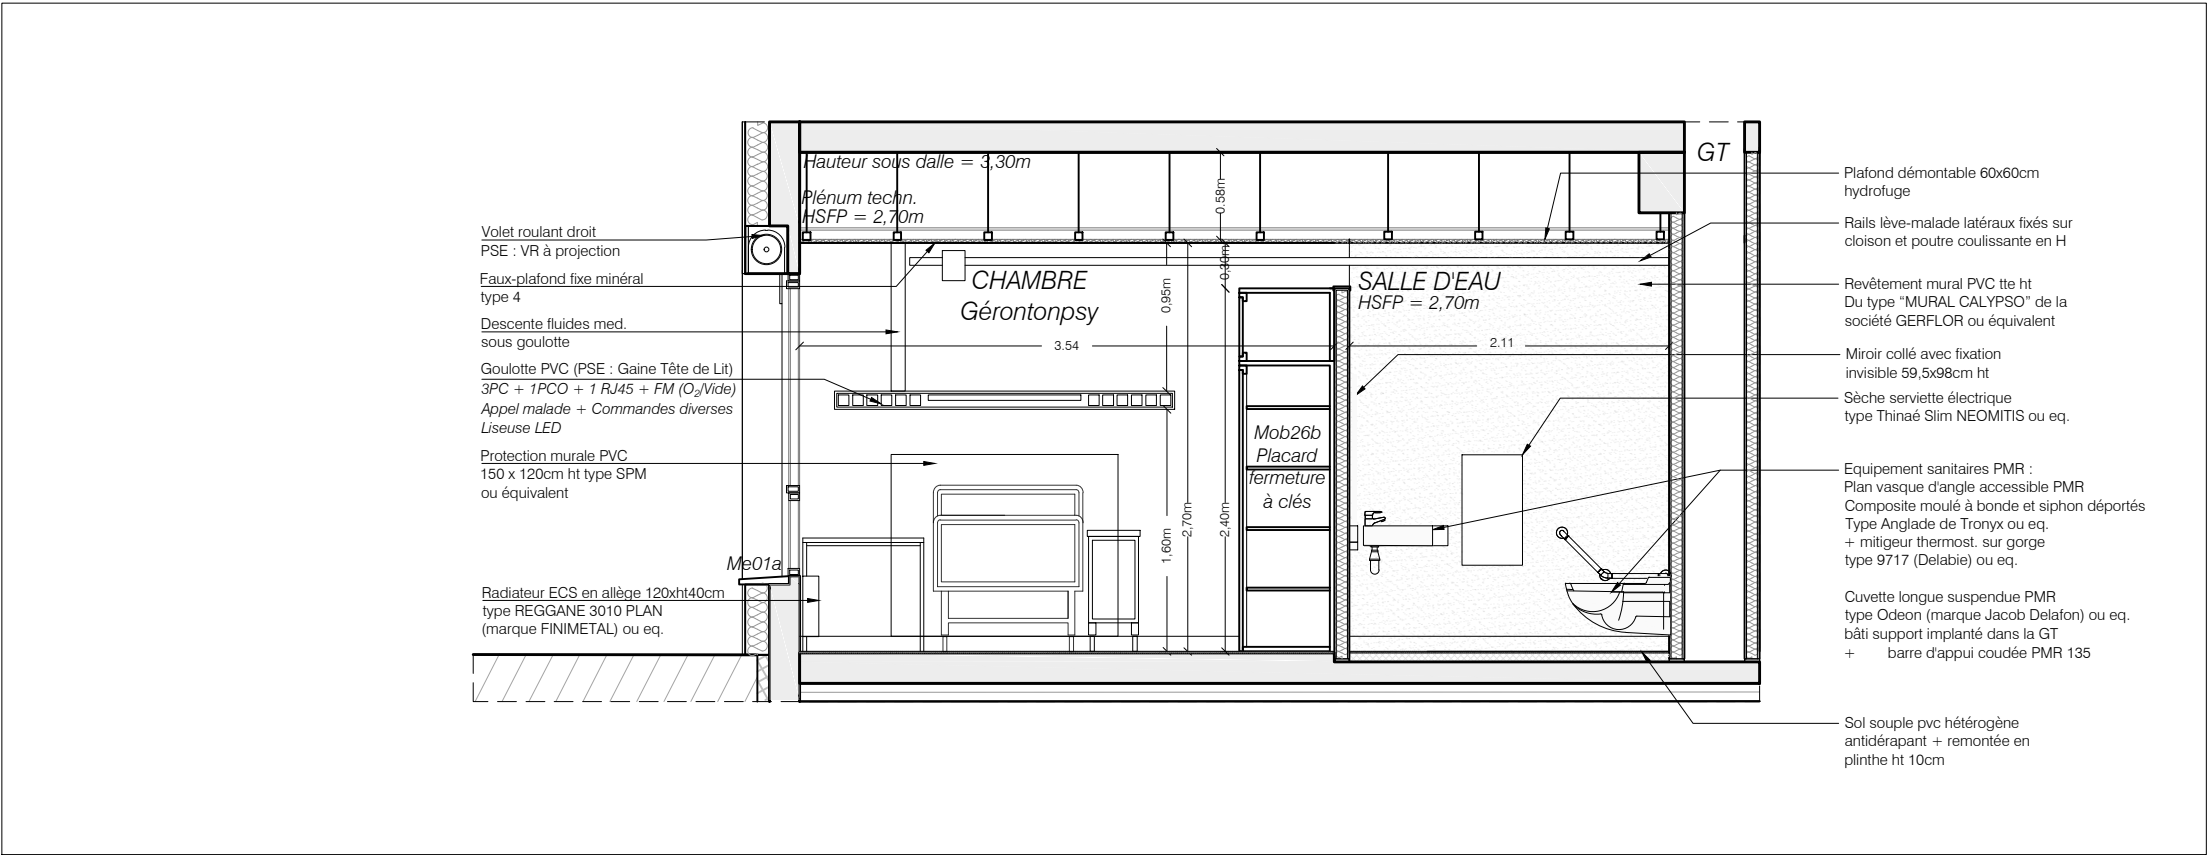 Volet roulant droit
PSE : VR à projection
Faux-plafond fixe minéral
type 4
Descente fluides med.
sous goulotte
Goulotte PVC (PSE : Gaine Tête de Lit)
3PC + 1PCO + 1 RJ45 + FM (O₂/Vide)
Appel malade + Commandes diverses
Liseuse LED
Protection murale PVC
150 x 120cm ht type SPM
ou équivalent
Me01a
Radiateur ECS en allège 120xht40cm
type REGGANE 3010 PLAN
(marque FINIMETAL) ou eq.
Hauteur sous dalle = 3,30m
Plénum techn.
HSFP = 2,70m
0.58m
0,30m
CHAMBRE
Gérontonpsy
0,95m
3.54
1,60m
2,70m
2,40m
Mob26b
Placard
fermeture
à clés
SALLE D'EAU
HSFP = 2,70m
2.11
GT
Plafond démontable 60x60cm
hydrofuge
Rails lève-malade latéraux fixés sur
cloison et poutre coulissante en H
Revêtement mural PVC tte ht
Du type “MURAL CALYPSO” de la
société GERFLOR ou équivalent
Miroir collé avec fixation
invisible 59,5x98cm ht
Sèche serviette électrique
type Thinaé Slim NEOMITIS ou eq.
Equipement sanitaires PMR :
Plan vasque d'angle accessible PMR
Composite moulé à bonde et siphon déportés
Type Anglade de Tronyx ou eq.
+ mitigeur thermost. sur gorge
type 9717 (Delabie) ou eq.
Cuvette longue suspendue PMR
type Odeon (marque Jacob Delafon) ou eq.
bâti support implanté dans la GT
+ barre d'appui coudée PMR 135
Sol souple pvc hétérogène
antidérapant + remontée en
plinthe ht 10cm